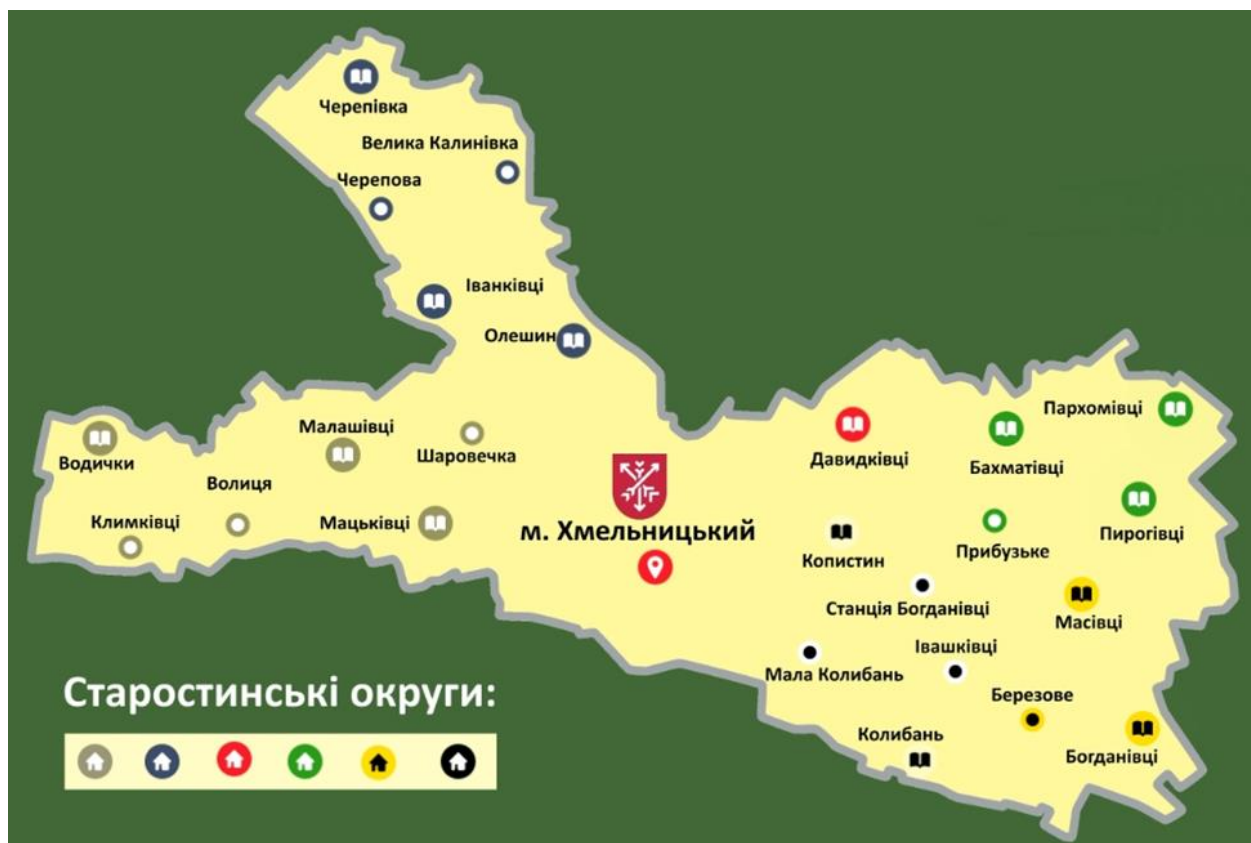 Черепівка
Велика Калинівка
Черепова
Іванківці
Олешин
Малашівці
Шаровечка
Водички
Волиця
Климківці
Мацьківці
м. Хмельницький
Давидківці
Бахматівці
Пархомівці
Пирогівці
Прибузьке
Копистин
Станція Богданівці
Масівці
Івашківці
Мала Колибань
Березове
Колибань
Богданівці
Старостинські округи: